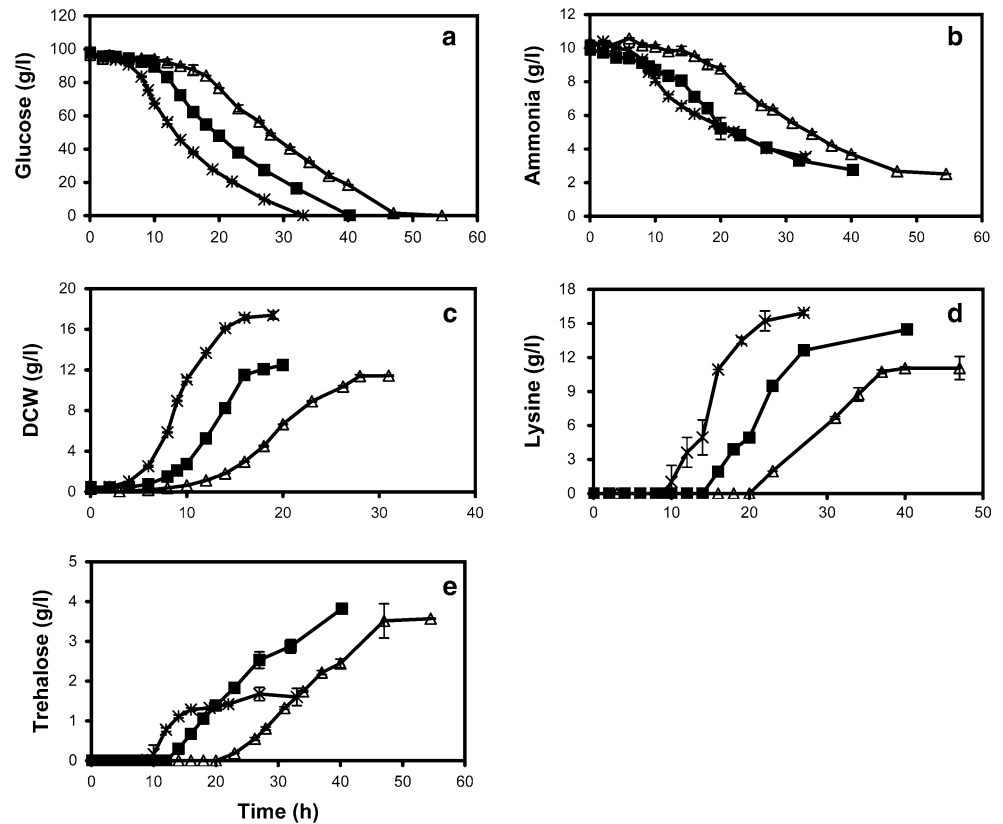 a
Glucose (g/l)
120
100
80
60
40
20
0
0 10 20 30 40 50 60
b
Ammonia (g/l)
12
10
8
6
4
2
0
0 10 20 30 40 50 60
c
DCW (g/l)
20
16
12
8
4
0
0 10 20 30 40
d
Lysine (g/l)
18
15
12
9
6
3
0
0 10 20 30 40 50
e
Trehalose (g/l)
5
4
3
2
1
0
0 10 20 30 40 50 60
Time (h)